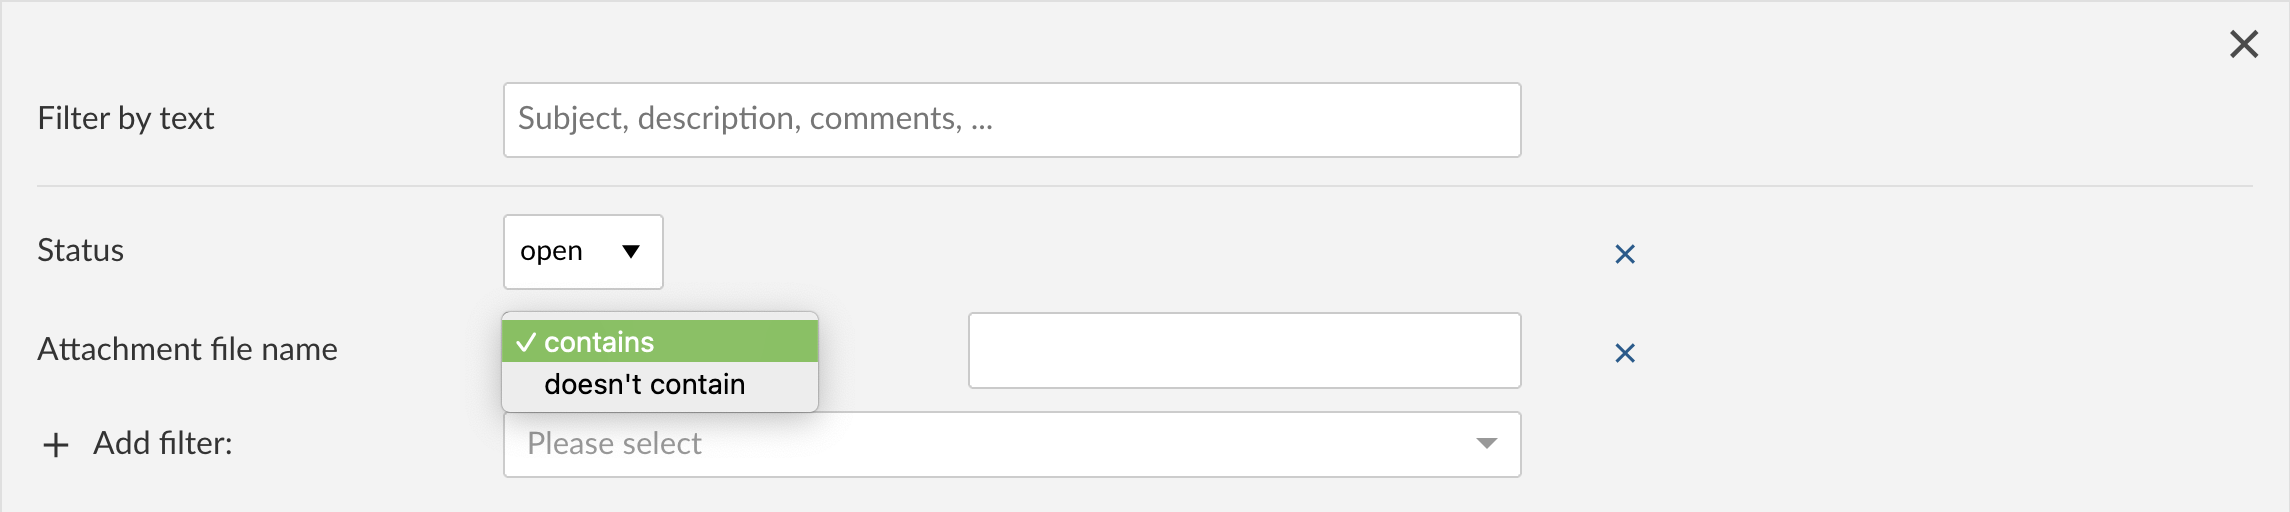 Filter by text
Subject, description, comments, ...
Status
open
Attachment file name
✓ contains
doesn't contain
+ Add filter:
Please select